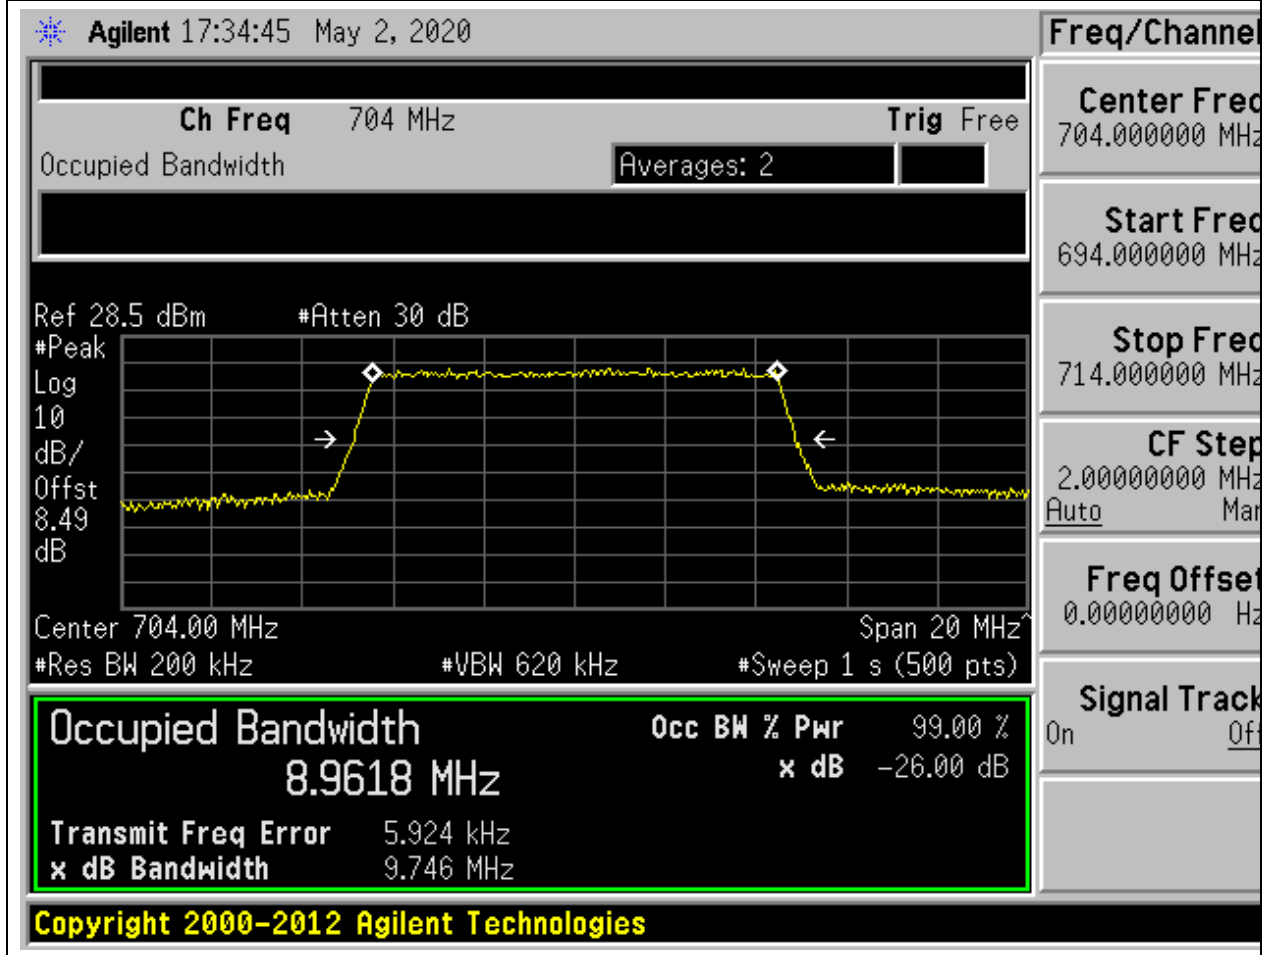 Agilent 17:34:45 May 2, 2020
Freq/Channel
Ch Freq 704 MHz Trig Free
Occupied Bandwidth Averages: 2
Center Freq
704.000000 MHz
Start Freq
694.000000 MHz
Stop Freq
714.000000 MHz
CF Step
2.00000000 MHz
Auto Man
Freq Offset
0.00000000 Hz
Signal Track
On Off
Ref 28.5 dBm #Atten 30 dB
#Peak
Log
10
dB/
Offst
8.49
dB
Center 704.00 MHz Span 20 MHz^
#Res BW 200 kHz #VBW 620 kHz #Sweep 1 s (500 pts)
Occupied Bandwidth Occ BW % Pwr 99.00 %
8.9618 MHz x dB -26.00 dB
Transmit Freq Error 5.924 kHz
x dB Bandwidth 9.746 MHz
Copyright 2000-2012 Agilent Technologies